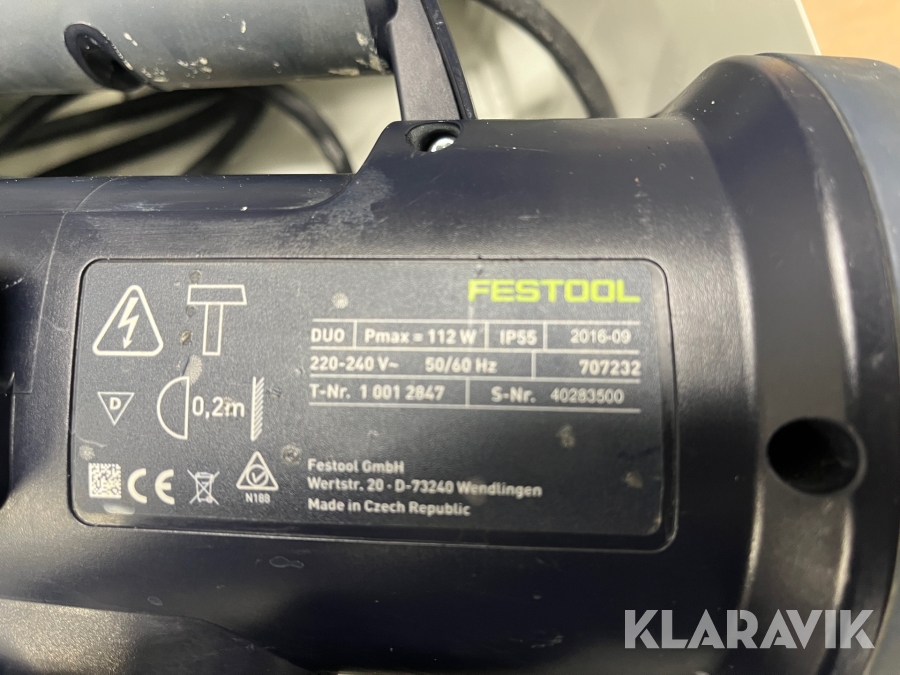 FESTOOL
DUO Pmax = 112 W IP55 2016-09
220-240 V~ 50/60 Hz 707232
T-Nr. 1 001 2847 S-Nr. 40283500
D
0,2m
CE
N188
Festool GmbH
Wertstr. 20 · D-73240 Wendlingen
Made in Czech Republic
KLARAVIK